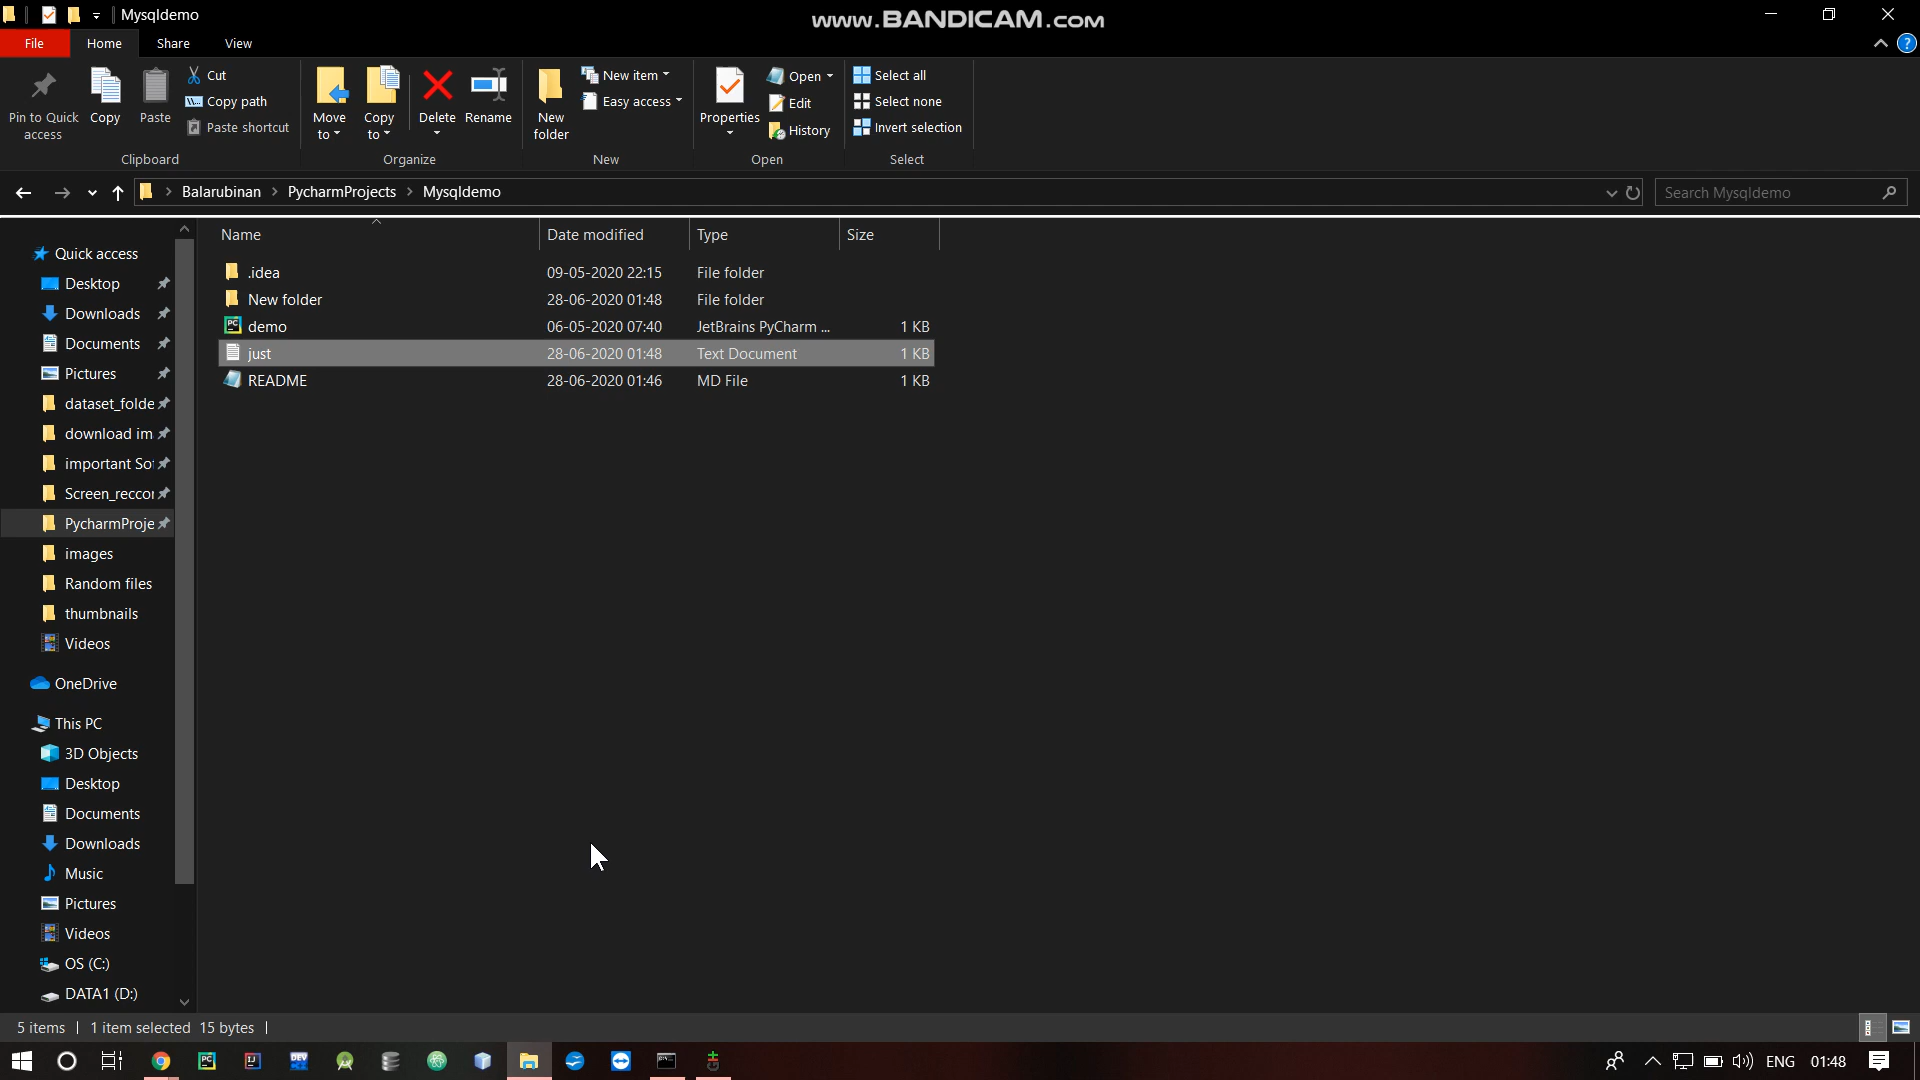 Mysqldemo
www.BANDICAM.com
File Home Share View
Pin to Quick access
Copy
Paste
Cut
Copy path
Paste shortcut
Clipboard
Move to
Copy to
Delete
Rename
Organize
New folder
New item
Easy access
New
Properties
Open
Edit
History
Open
Select all
Select none
Invert selection
Select
Balarubinan > PycharmProjects > Mysqldemo
Search Mysqldemo
Name Date modified Type Size
.idea 09-05-2020 22:15 File folder
New folder 28-06-2020 01:48 File folder
demo 06-05-2020 07:40 JetBrains PyCharm ... 1 KB
just 28-06-2020 01:48 Text Document 1 KB
README 28-06-2020 01:46 MD File 1 KB
Quick access
Desktop
Downloads
Documents
Pictures
dataset_folde
download im
important So
Screen_reccor
PycharmProje
images
Random files
thumbnails
Videos
OneDrive
This PC
3D Objects
Desktop
Documents
Downloads
Music
Pictures
Videos
OS (C:)
DATA1 (D:)
5 items 1 item selected 15 bytes
ENG 01:48